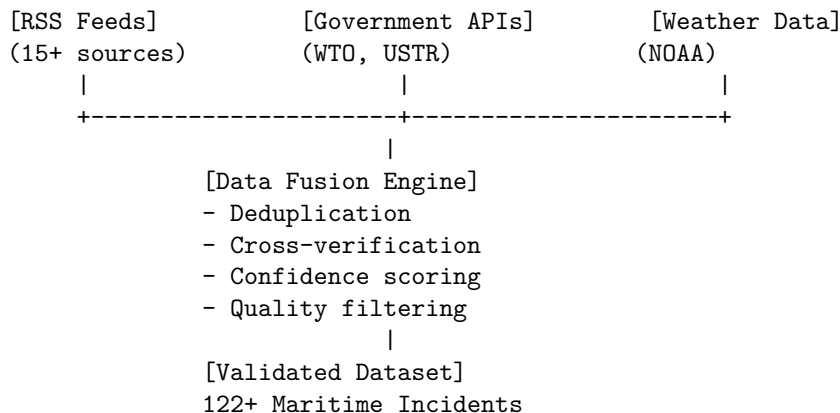 [RSS Feeds] [Government APIs] [Weather Data]
(15+ sources) (WTO, USTR) (NOAA)
| | |
+----------------------+----------------------+
|
[Data Fusion Engine]
- Deduplication
- Cross-verification
- Confidence scoring
- Quality filtering
|
[Validated Dataset]
122+ Maritime Incidents